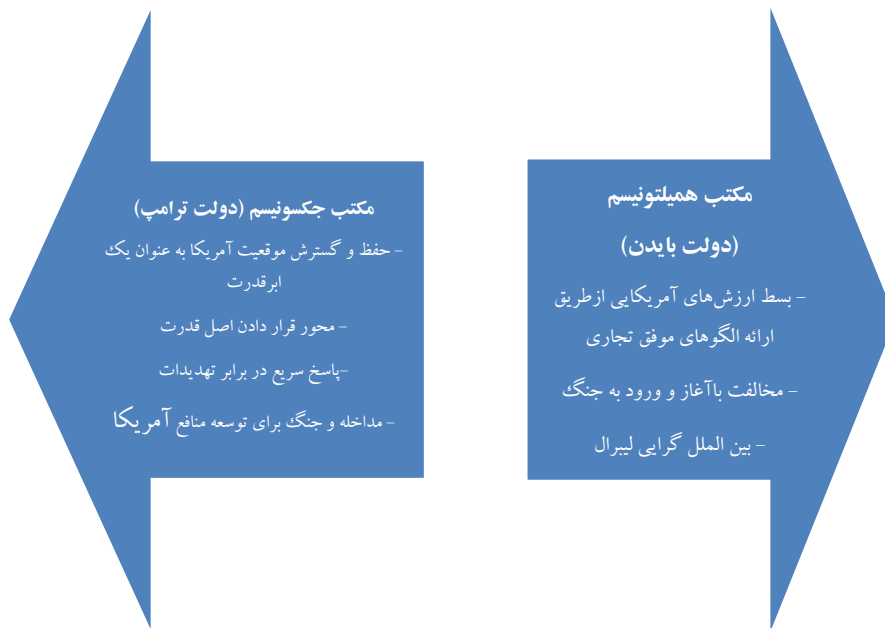 مکتب همیلتونیسم
(دولت بایدن)
- بسط ارزش‌های آمریکایی ازطریق
ارائه الگوهای موفق تجاری
- مخالفت باآغاز و ورود به جنگ
- بین الملل گرایی لیبرال
مکتب جکسونیسم (دولت ترامپ)
- حفظ و گسترش موقعیت آمریکا به عنوان یک
ابرقدرت
- محور قرار دادن اصل قدرت
-پاسخ سریع در برابر تهدیدات
- مداخله و جنگ برای توسعه منافع آمریکا